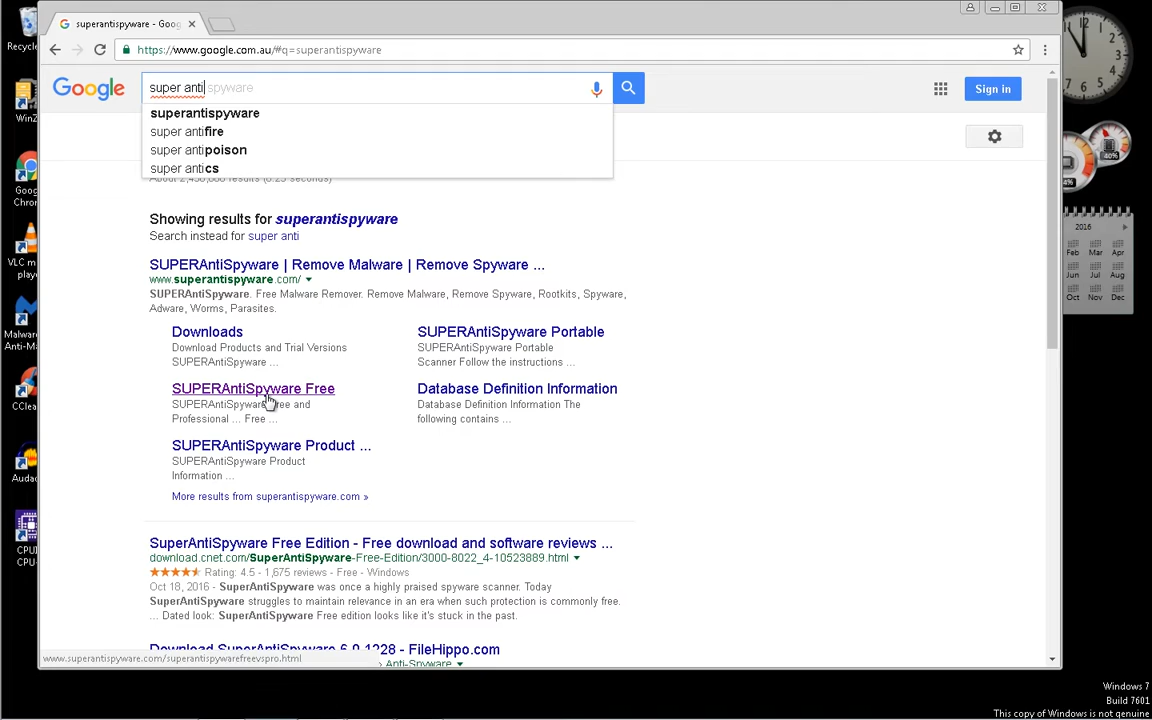 superantispyware - Goog
https://www.google.com.au/#q=superantispyware
Google
super antispyware
Sign in
superantispyware
super antifire
super antipoison
super antics
Showing results for superantispyware
Search instead for super anti
SUPERAntiSpyware | Remove Malware | Remove Spyware ...
www.superantispyware.com/
SUPERAntiSpyware. Free Malware Remover. Remove Malware, Remove Spyware, Rootkits, Spyware,
Adware, Worms, Parasites.
Downloads
Download Products and Trial Versions
SUPERAntiSpyware ...
SUPERAntiSpyware Portable
SUPERAntiSpyware Portable
Scanner Follow the instructions ...
SUPERAntiSpyware Free
SUPERAntiSpyware Free and
Professional ... Free ...
Database Definition Information
Database Definition Information The
following contains ...
SUPERAntiSpyware Product ...
SUPERAntiSpyware Product
Information ...
More results from superantispyware.com »
SuperAntiSpyware Free Edition - Free download and software reviews ...
download.cnet.com/SuperAntiSpyware-Free-Edition/3000-8022_4-10523889.html
Rating: 4.5 - 1,675 reviews - Free - Windows
Oct 18, 2016 - SuperAntiSpyware was once a highly praised spyware scanner. Today
SuperAntiSpyware struggles to maintain relevance in an era when such protection is commonly free.
... Dated look: SuperAntiSpyware Free edition looks like it's stuck in the past.
Download SuperAntiSpyware 6.0.1228 - FileHippo.com
› Anti-Spyware
www.superantispyware.com/superantispywarefreevspro.html
Recycle
WinZ
Goog
Chron
VLC m
playe
Malware
Anti-Ma
CClea
Audac
CPUI
CPU-
40%
4%
2016
Feb Mar Apr
Jun Jul Aug
Oct Nov Dec
Windows 7
Build 7601
This copy of Windows is not genuine